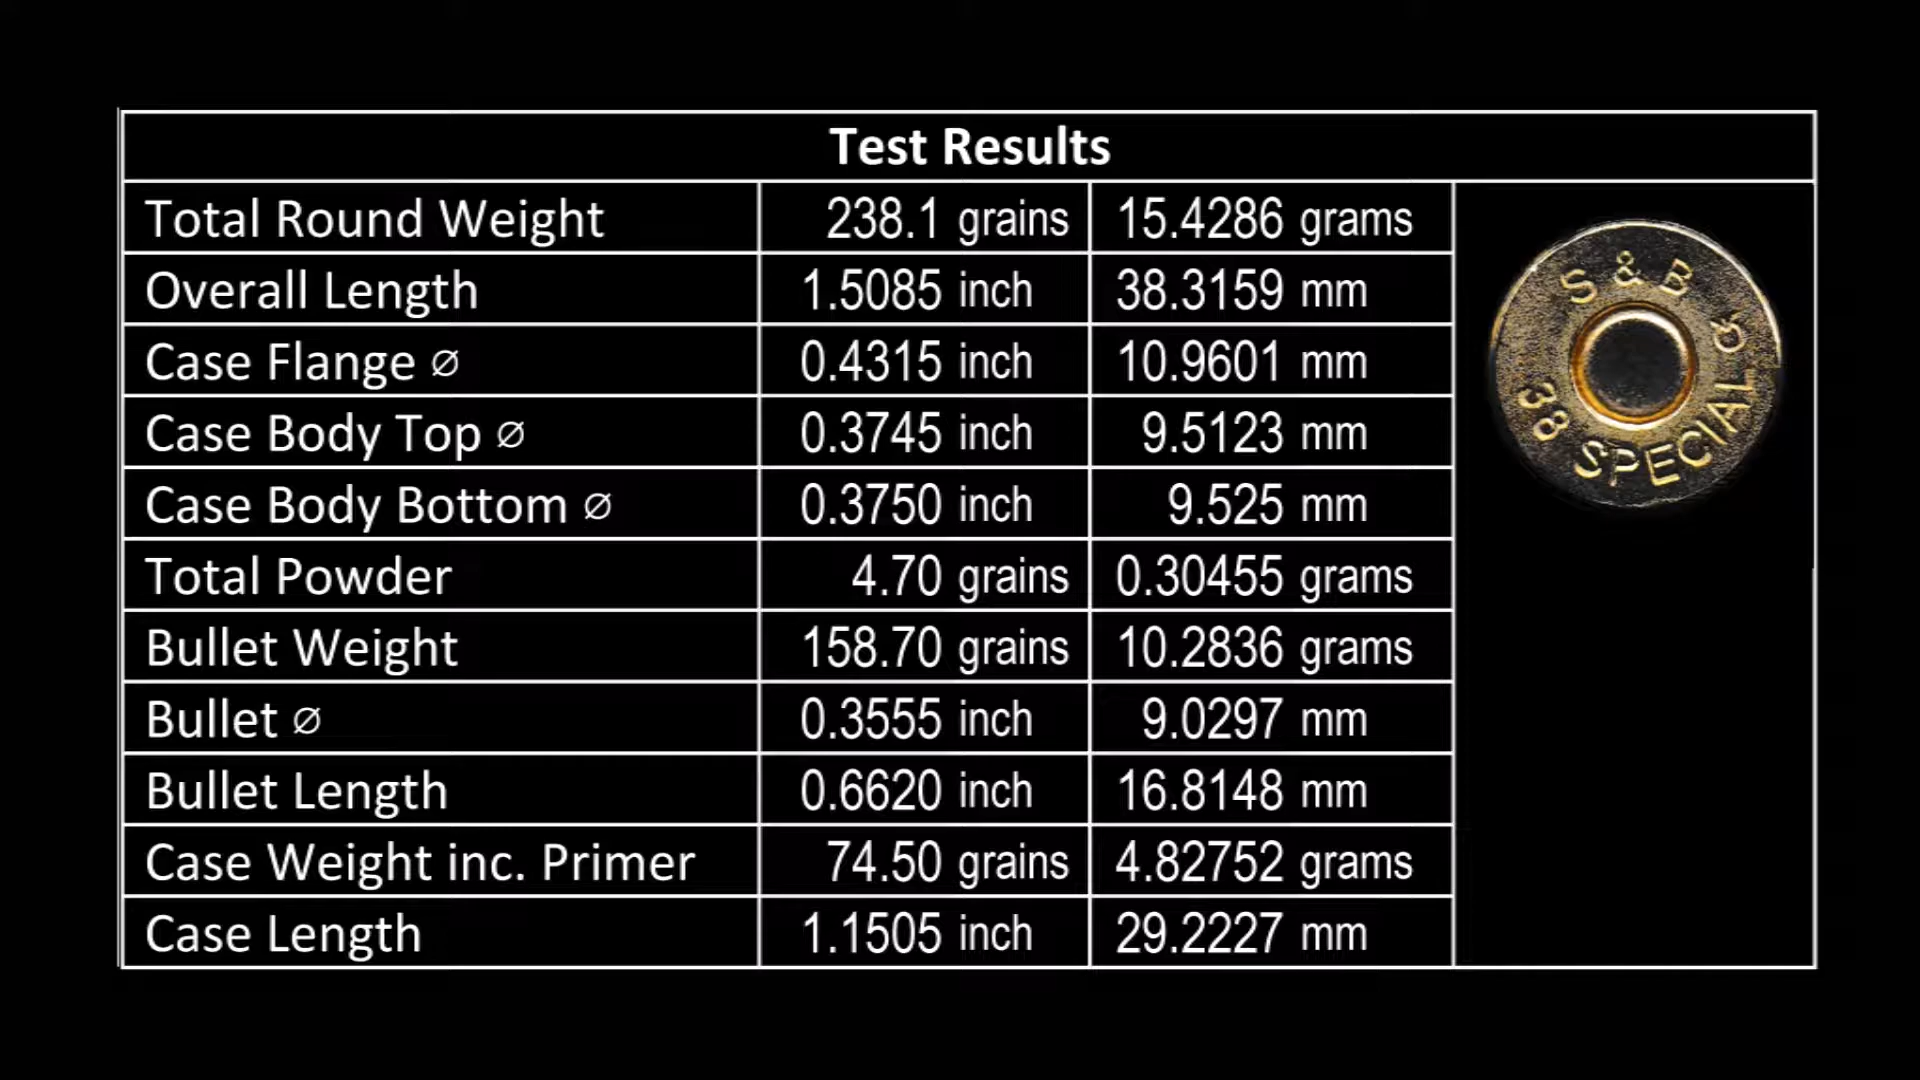 Test Results
Total Round Weight 238.1 grains 15.4286 grams
Overall Length 1.5085 inch 38.3159 mm
Case Flange ∅ 0.4315 inch 10.9601 mm
Case Body Top ∅ 0.3745 inch 9.5123 mm
Case Body Bottom ∅ 0.3750 inch 9.525 mm
Total Powder 4.70 grains 0.30455 grams
Bullet Weight 158.70 grains 10.2836 grams
Bullet ∅ 0.3555 inch 9.0297 mm
Bullet Length 0.6620 inch 16.8148 mm
Case Weight inc. Primer 74.50 grains 4.82752 grams
Case Length 1.1505 inch 29.2227 mm
S & B
38 SPECIAL